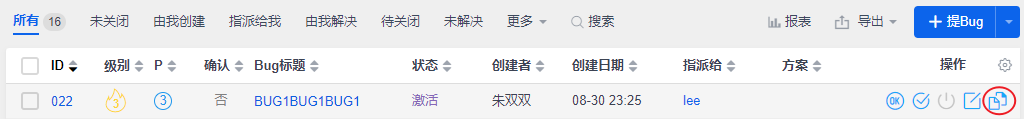 所有 16 未关闭 由我创建 指派给我 由我解决 待关闭 未解决 更多 搜索 报表 导出 提Bug
ID 级别 P 确认 Bug标题 状态 创建者 创建日期 指派给 方案 操作
022 3 3 否 BUG1BUG1BUG1 激活 朱双双 08-30 23:25 lee OK